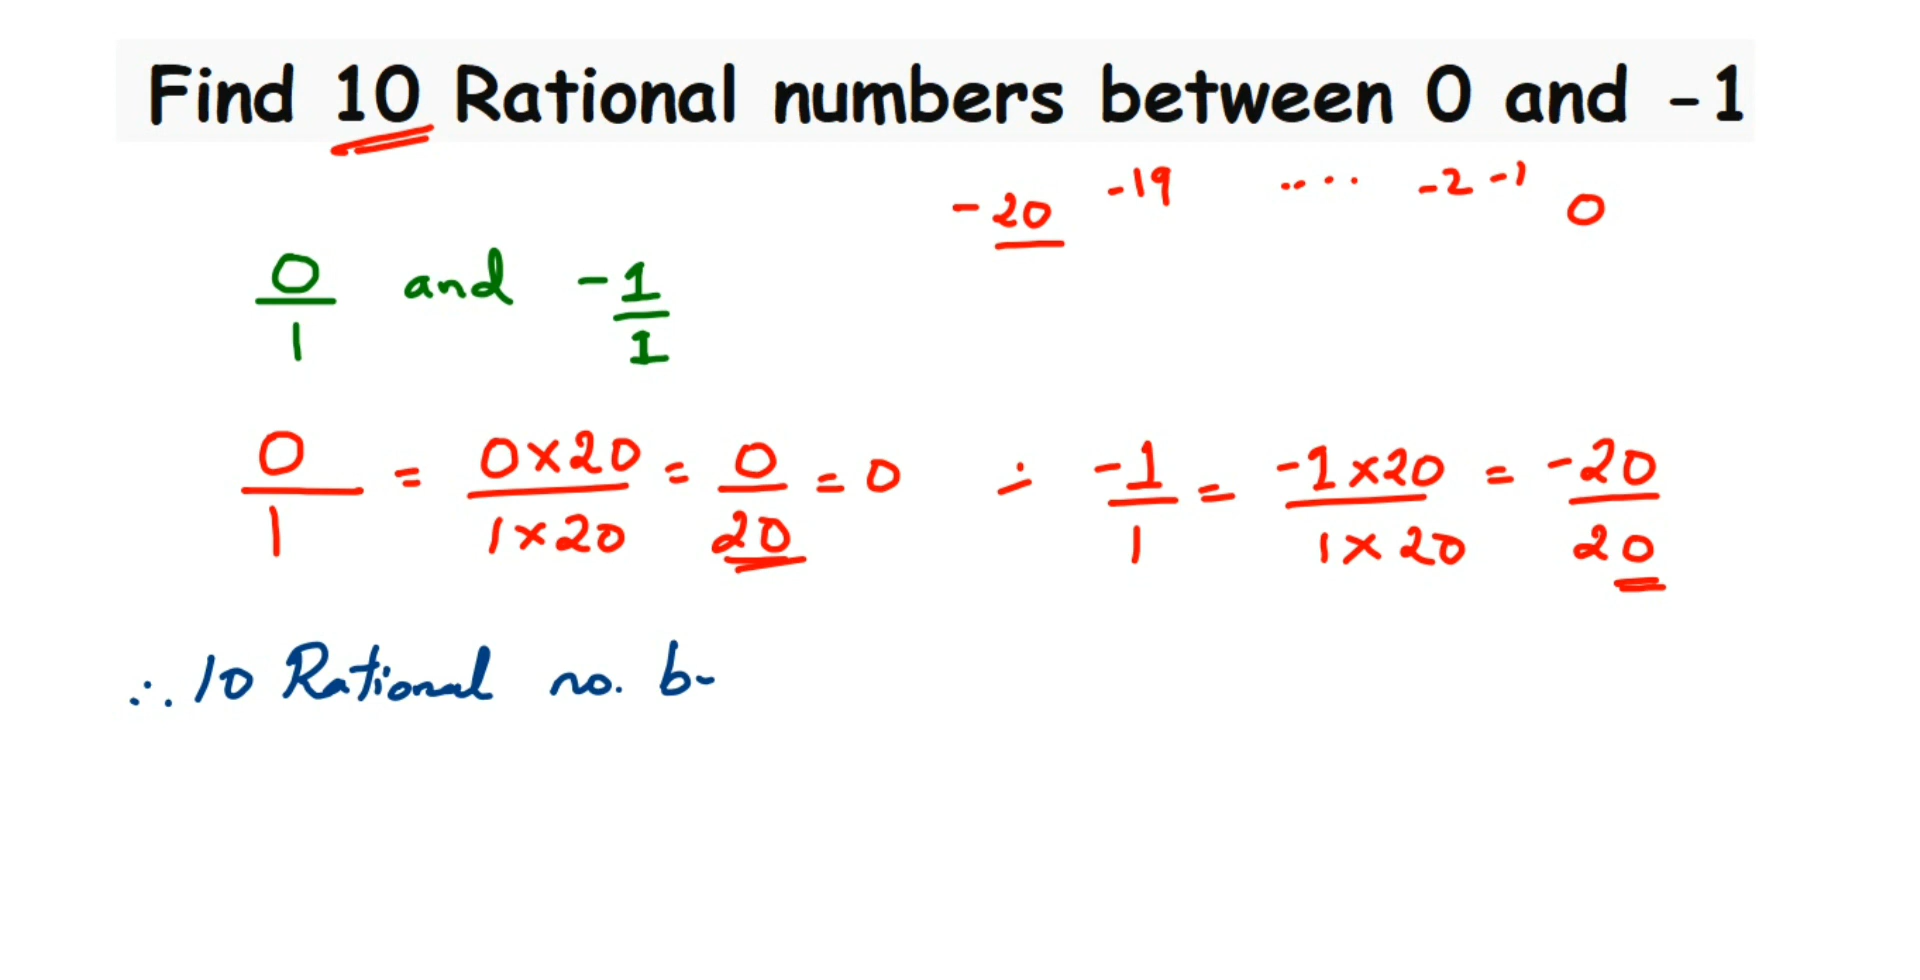 Find 10 Rational numbers between 0 and -1
-20 -19 .... -2 -1 0
0/1 and -1/1
0/1 = 0×20/1×20 = 0/20 = 0 ÷ -1/1 = -1×20/1×20 = -20/20
∴ 10 Rational no. b